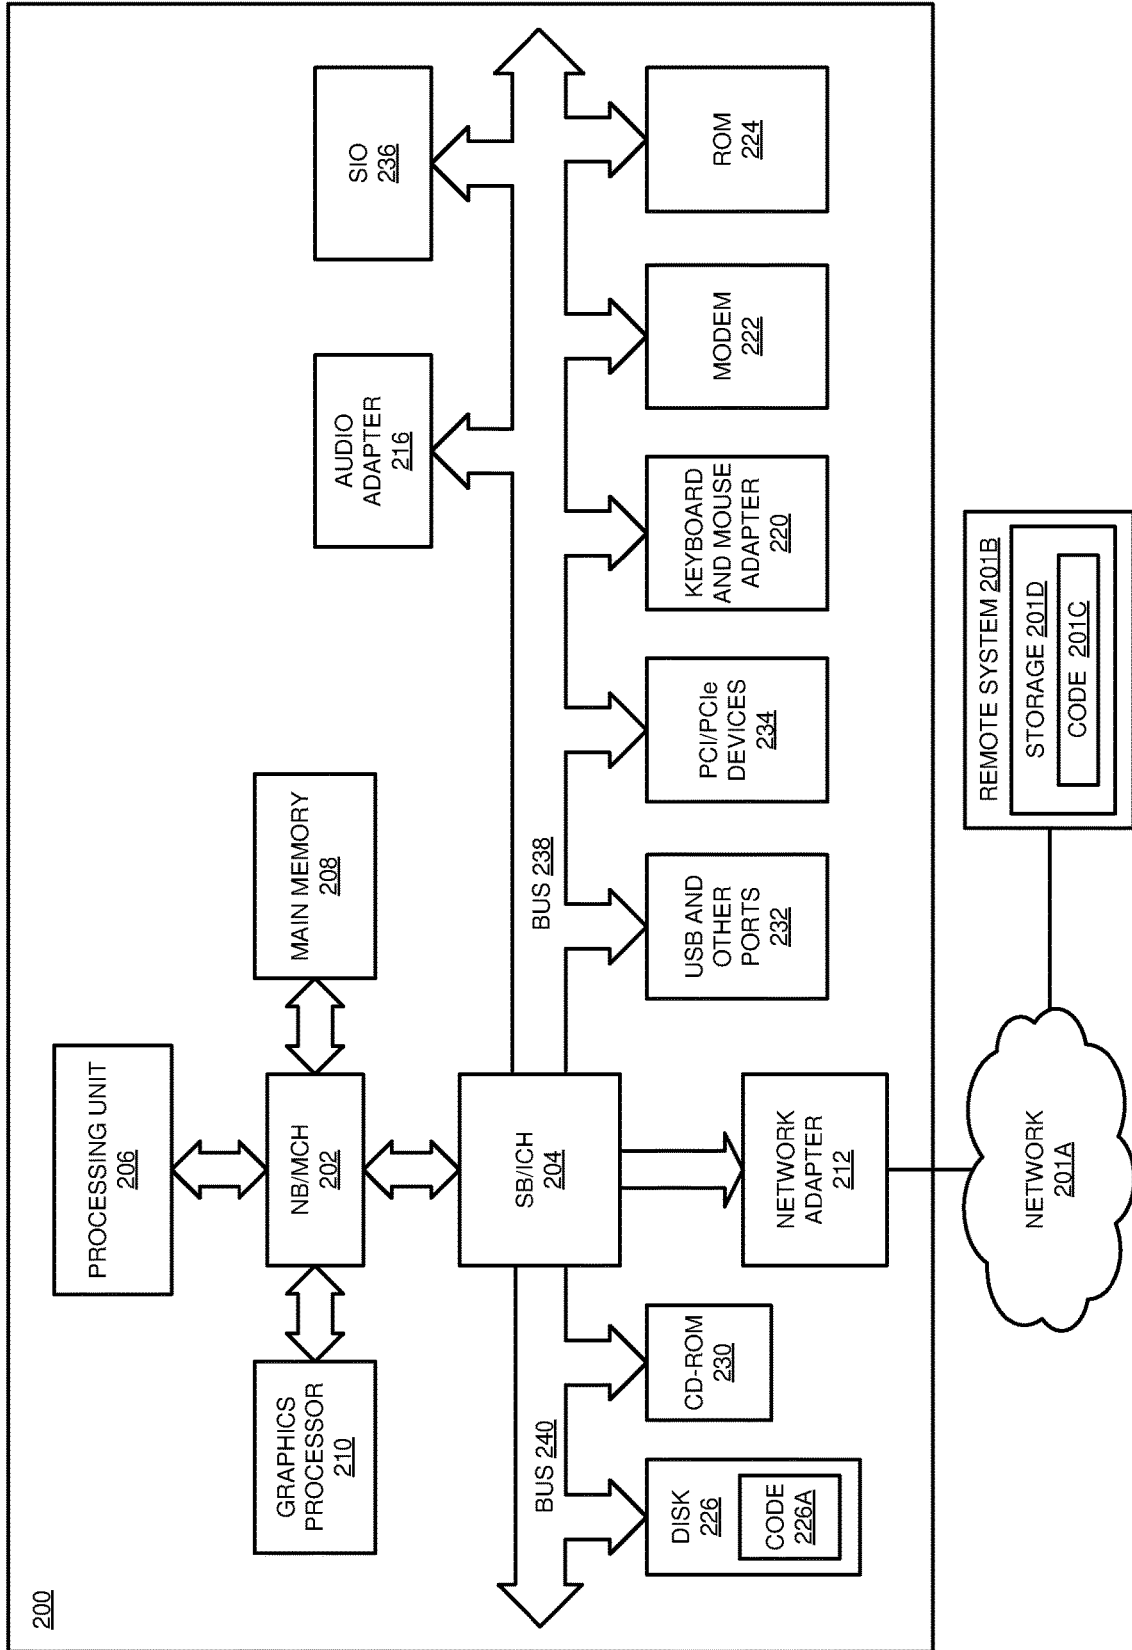 200
PROCESSING UNIT
206
GRAPHICS
PROCESSOR
210
NB/MCH
202
MAIN MEMORY
208
AUDIO
ADAPTER
216
SIO
236
SB/ICH
204
BUS 240
BUS 238
DISK
226
CODE
226A
CD-ROM
230
NETWORK
ADAPTER
212
USB AND
OTHER
PORTS
232
PCI/PCIe
DEVICES
234
KEYBOARD
AND MOUSE
ADAPTER
220
MODEM
222
ROM
224
NETWORK
201A
REMOTE SYSTEM 201B
STORAGE 201D
CODE 201C